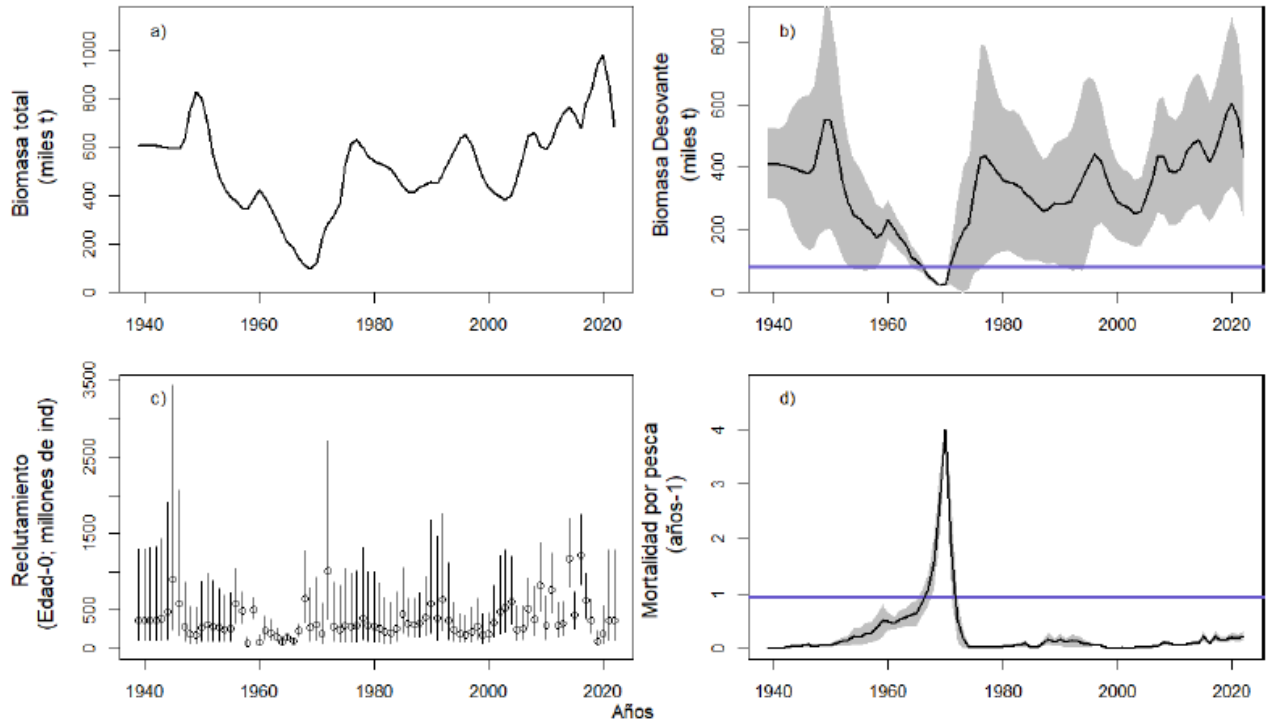 a)
Biomasa total
(miles t)
0 200 400 600 800 1000
1940 1960 1980 2000 2020
b)
Biomasa Desovante
(miles t)
0 200 400 600 800
1940 1960 1980 2000 2020
c)
Reclutamiento
(Edad-0; millones de ind)
0 500 1500 2500 3500
1940 1960 1980 2000 2020
d)
Mortalidad por pesca
(años-1)
0 1 2 3 4
1940 1960 1980 2000 2020
Años